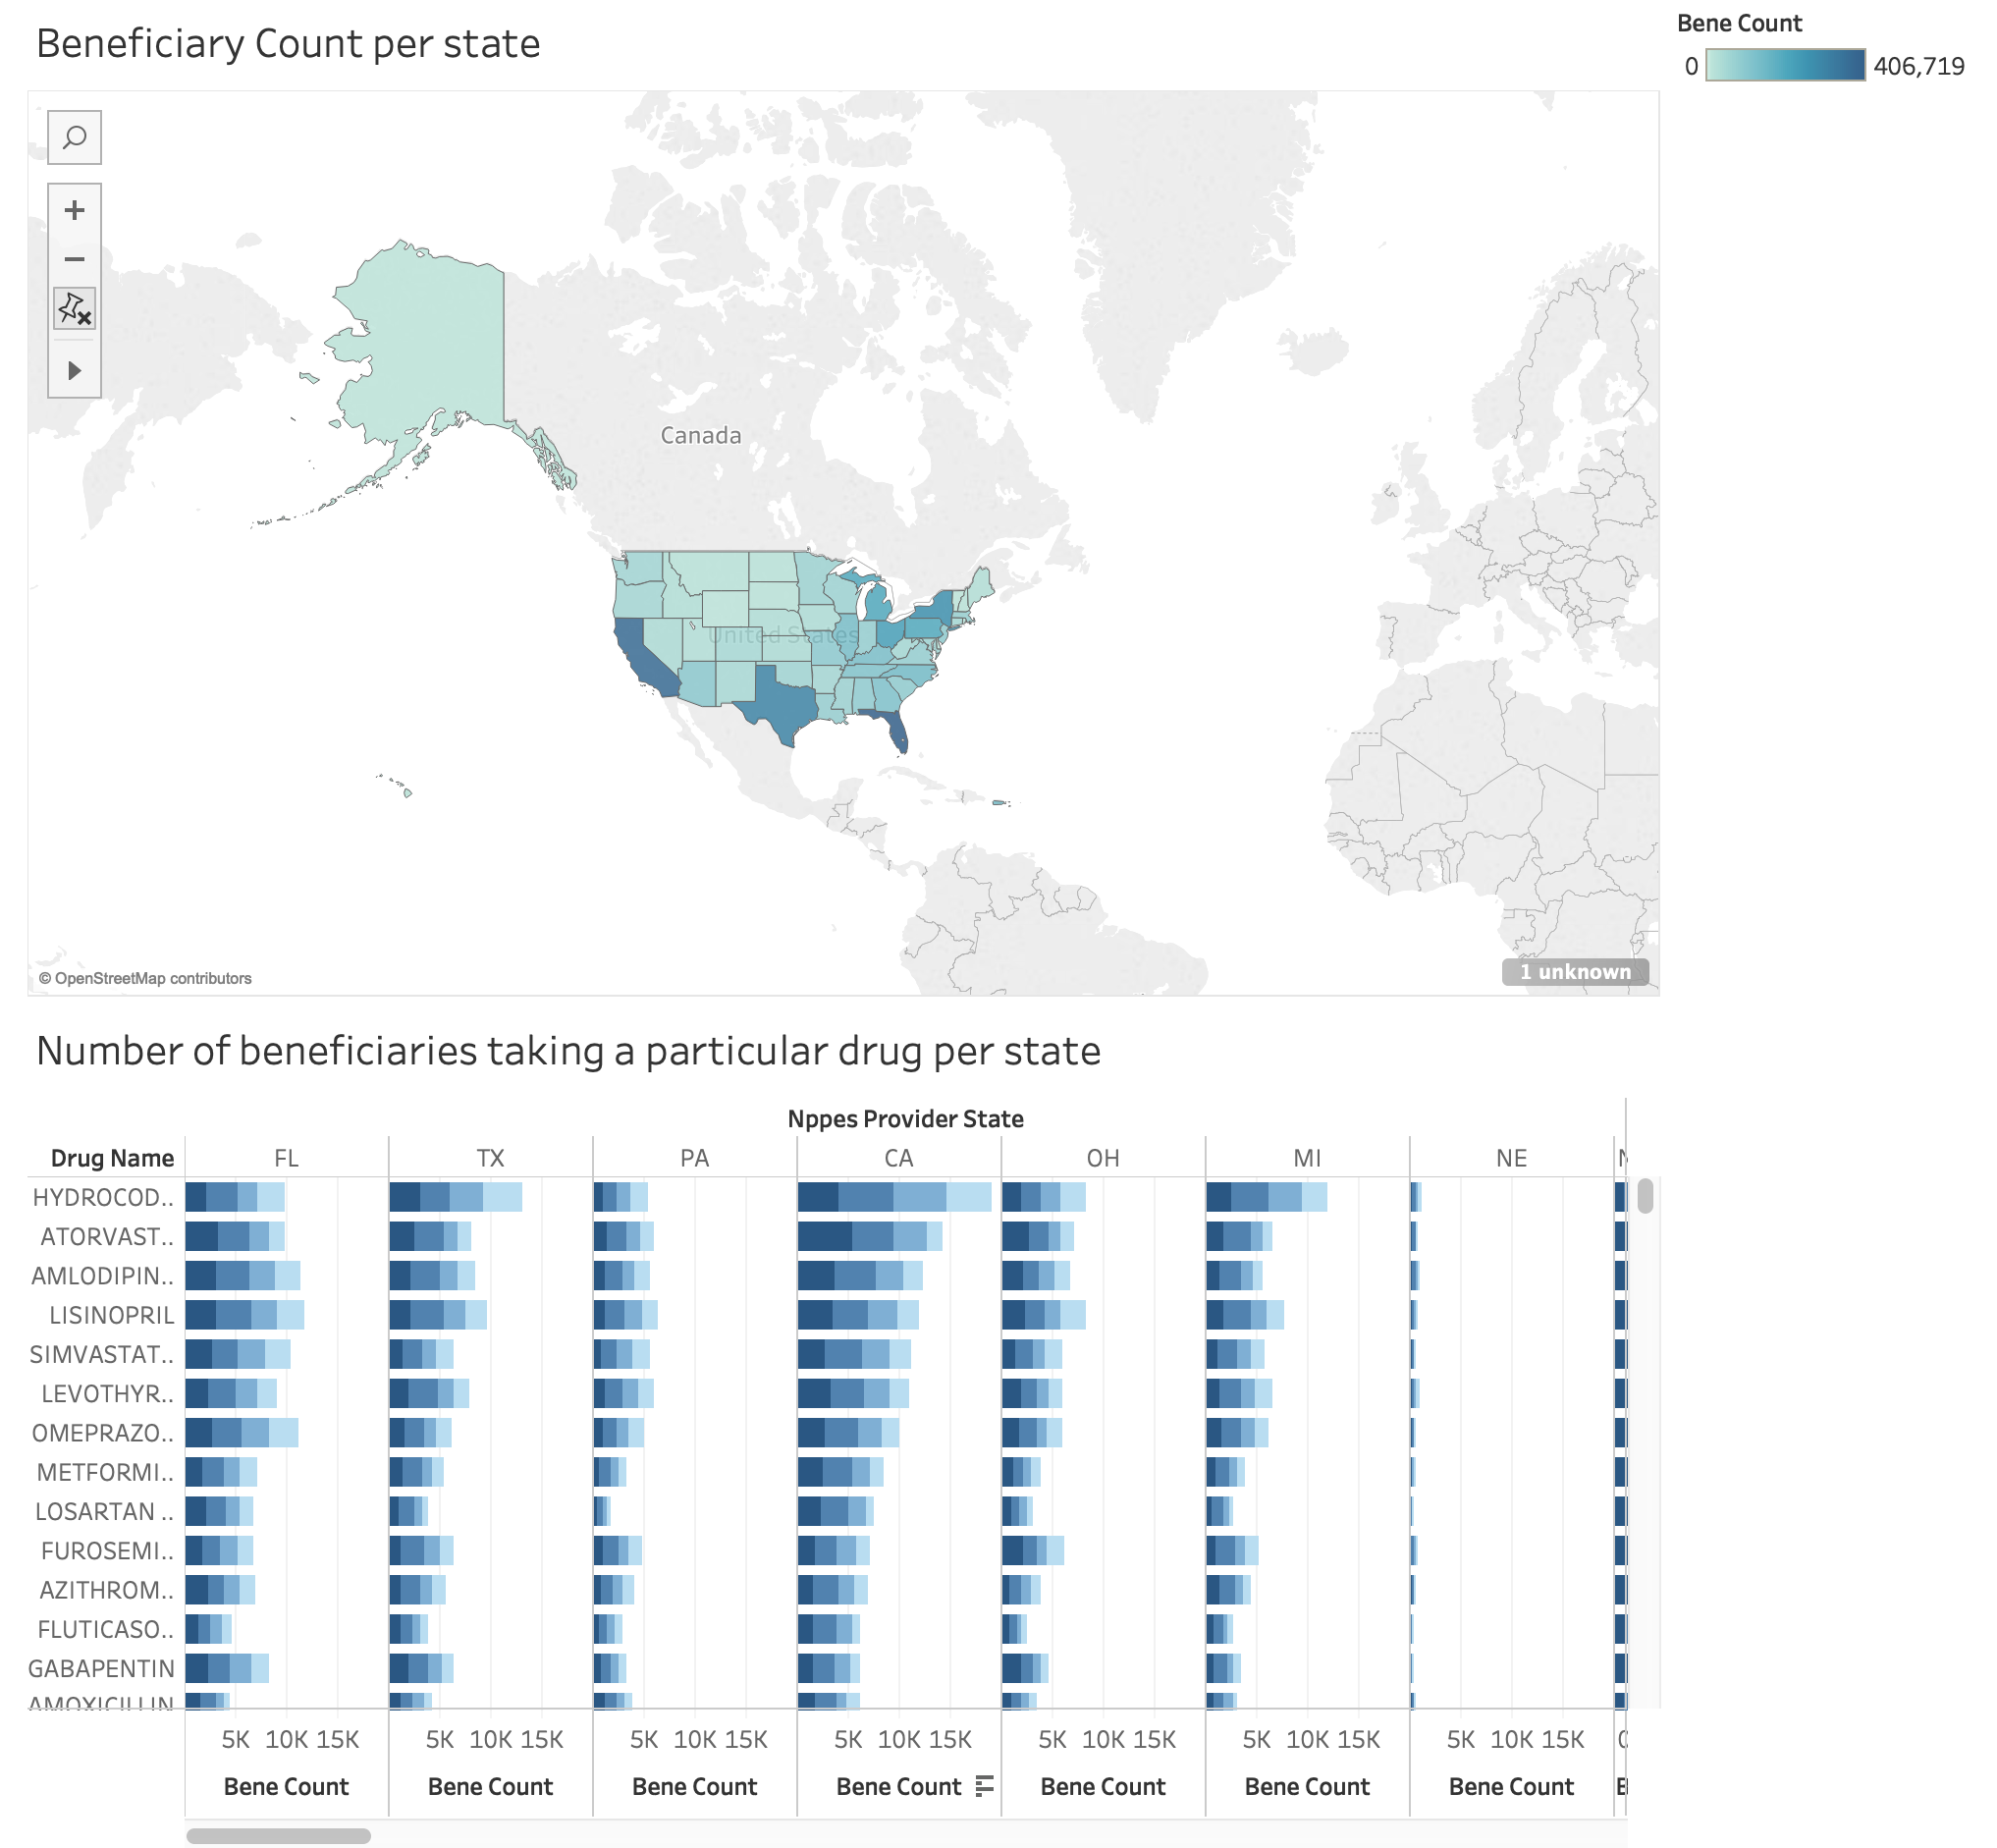 Beneficiary Count per state
Bene Count
0 406,719
Canada
United States
© OpenStreetMap contributors
1 unknown
Number of beneficiaries taking a particular drug per state
Nppes Provider State
Drug Name FL TX PA CA OH MI NE
HYDROCOD..
ATORVAST..
AMLODIPIN..
LISINOPRIL
SIMVASTAT..
LEVOTHYR..
OMEPRAZO..
METFORMI..
LOSARTAN ..
FUROSEMI..
AZITHROM..
FLUTICASO..
GABAPENTIN
AMOXICILLIN
5K 10K 15K 5K 10K 15K 5K 10K 15K 5K 10K 15K 5K 10K 15K 5K 10K 15K 5K 10K 15K
Bene Count Bene Count Bene Count Bene Count Bene Count Bene Count Bene Count